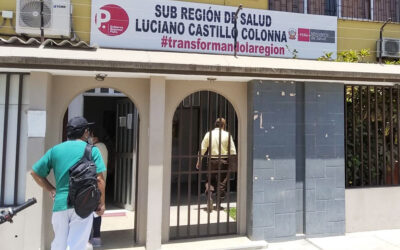 SUB REGIÓN DE SALUD
LUCIANO CASTILLO COLONNA
#transformandolaregion